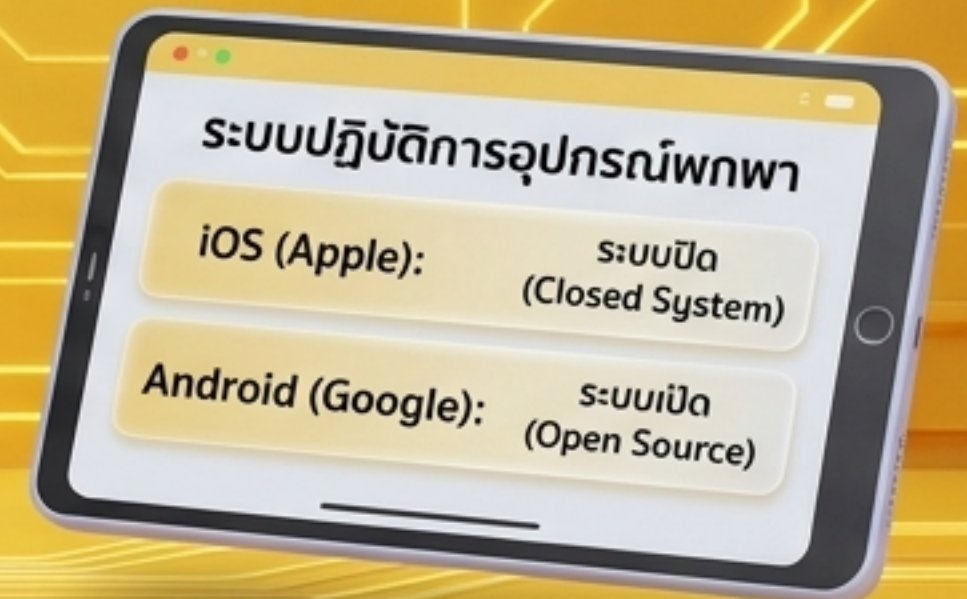 ระบบปฏิบัติการอุปกรณ์พกพา
iOS (Apple):
ระบบปิด
(Closed System)
Android (Google):
ระบบเปิด
(Open Source)